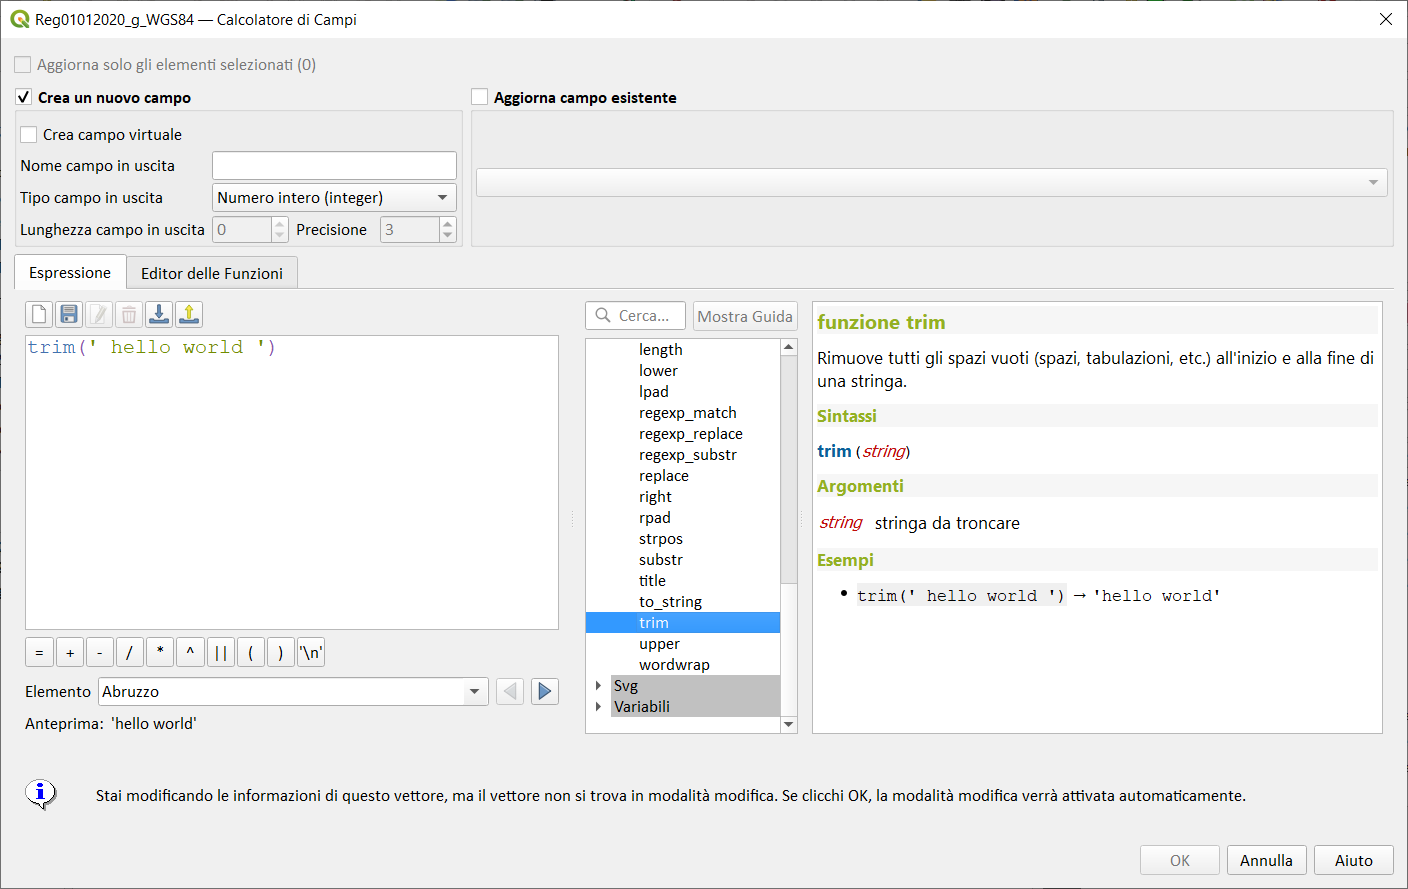 Reg01012020_g_WGS84 — Calcolatore di Campi
Aggiorna solo gli elementi selezionati (0)
Crea un nuovo campo
Aggiorna campo esistente
Crea campo virtuale
Nome campo in uscita
Tipo campo in uscita Numero intero (integer)
Lunghezza campo in uscita 0 Precisione 3
Espressione Editor delle Funzioni
trim(' hello world ')
= + - / * ^ || ( ) '\n'
Elemento Abruzzo
Anteprima: 'hello world'
Cerca... Mostra Guida
length
lower
lpad
regexp_match
regexp_replace
regexp_substr
replace
right
rpad
strpos
substr
title
to_string
trim
upper
wordwrap
Svg
Variabili
funzione trim
Rimuove tutti gli spazi vuoti (spazi, tabulazioni, etc.) all'inizio e alla fine di
una stringa.
Sintassi
trim (string)
Argomenti
string stringa da troncare
Esempi
• trim(' hello world ') → 'hello world'
Stai modificando le informazioni di questo vettore, ma il vettore non si trova in modalità modifica. Se clicchi OK, la modalità modifica verrà attivata automaticamente.
OK Annulla Aiuto